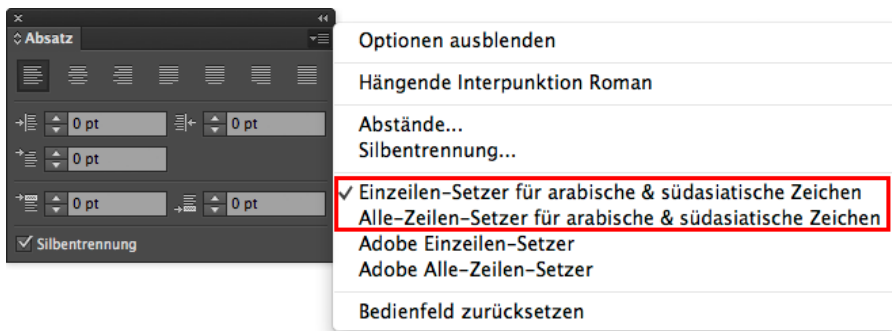 Absatz
0 pt
0 pt
0 pt
0 pt
0 pt
Silbentrennung
Optionen ausblenden
Hängende Interpunktion Roman
Abstände...
Silbentrennung...
Einzeilen-Setzer für arabische & südasiatische Zeichen
Alle-Zeilen-Setzer für arabische & südasiatische Zeichen
Adobe Einzeilen-Setzer
Adobe Alle-Zeilen-Setzer
Bedienfeld zurücksetzen